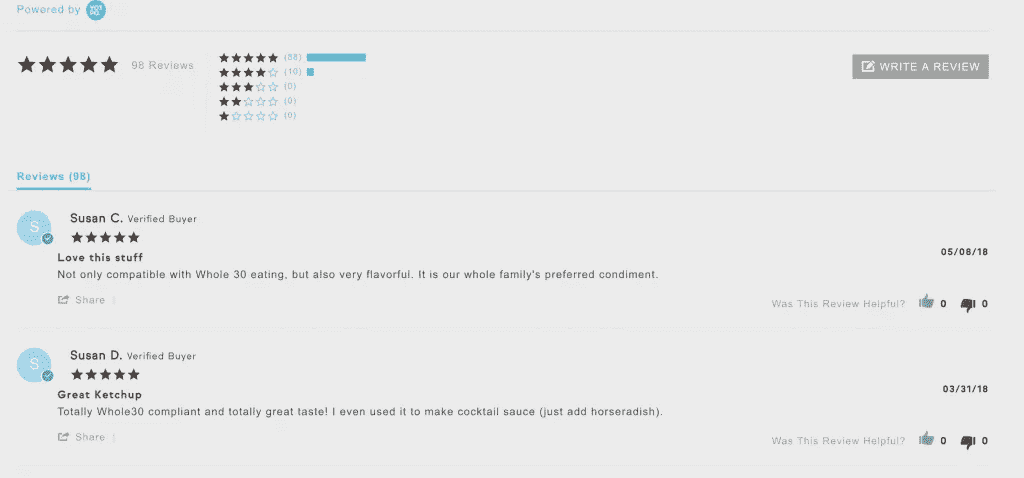 Powered by YOT PO.
98 Reviews
(88)
(10)
(0)
(0)
(0)
WRITE A REVIEW
Reviews (98)
S
Susan C. Verified Buyer
Love this stuff
05/08/18
Not only compatible with Whole 30 eating, but also very flavorful. It is our whole family's preferred condiment.
Share |
Was This Review Helpful? 0 0
S
Susan D. Verified Buyer
Great Ketchup
03/31/18
Totally Whole30 compliant and totally great taste! I even used it to make cocktail sauce (just add horseradish).
Share |
Was This Review Helpful? 0 0